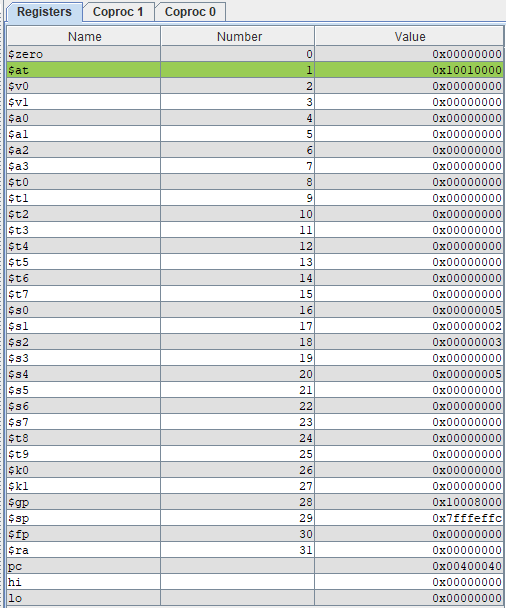 Registers Coproc 1 Coproc 0
Name Number Value
$zero 0 0x00000000
$at 1 0x10010000
$v0 2 0x00000000
$v1 3 0x00000000
$a0 4 0x00000000
$a1 5 0x00000000
$a2 6 0x00000000
$a3 7 0x00000000
$t0 8 0x00000000
$t1 9 0x00000000
$t2 10 0x00000000
$t3 11 0x00000000
$t4 12 0x00000000
$t5 13 0x00000000
$t6 14 0x00000000
$t7 15 0x00000000
$s0 16 0x00000005
$s1 17 0x00000002
$s2 18 0x00000003
$s3 19 0x00000000
$s4 20 0x00000005
$s5 21 0x00000000
$s6 22 0x00000000
$s7 23 0x00000000
$t8 24 0x00000000
$t9 25 0x00000000
$k0 26 0x00000000
$k1 27 0x00000000
$gp 28 0x10008000
$sp 29 0x7fffeffc
$fp 30 0x00000000
$ra 31 0x00000000
pc 0x00400040
hi 0x00000000
lo 0x00000000